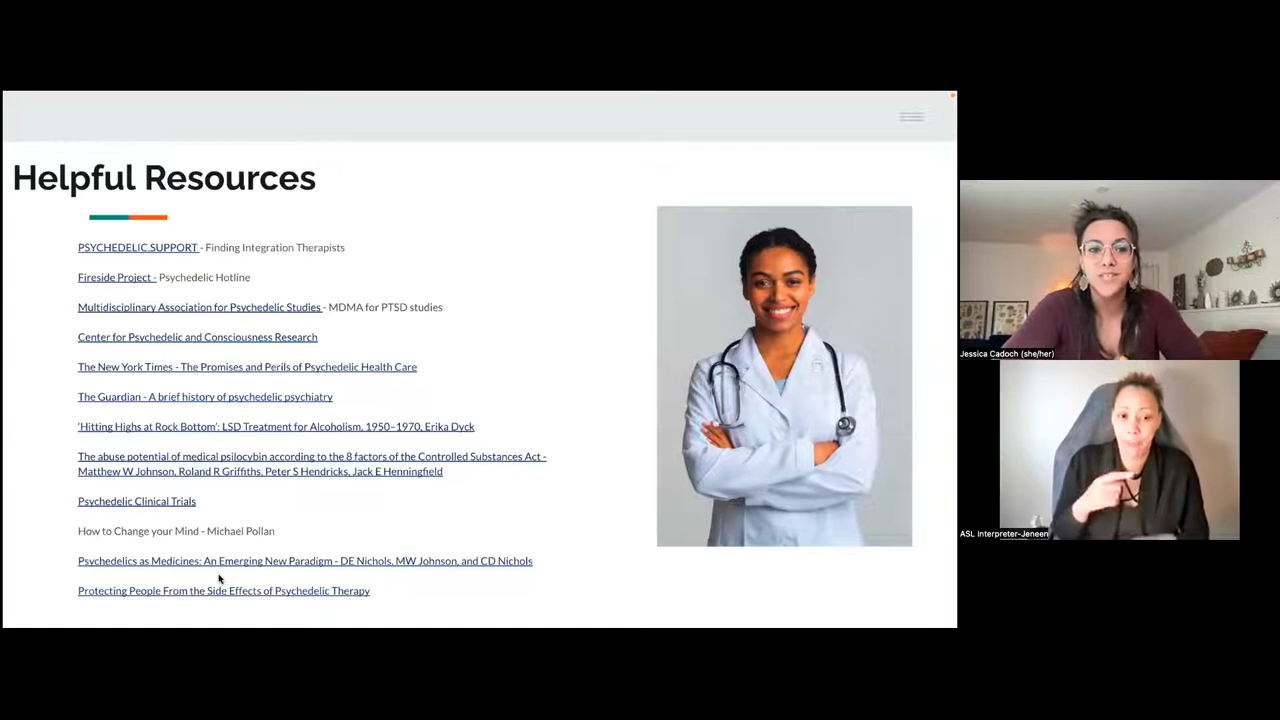 Helpful Resources
PSYCHEDELIC.SUPPORT - Finding Integration Therapists
Fireside Project - Psychedelic Hotline
Multidisciplinary Association for Psychedelic Studies - MDMA for PTSD studies
Center for Psychedelic and Consciousness Research
The New York Times - The Promises and Perils of Psychedelic Health Care
The Guardian - A brief history of psychedelic psychiatry
'Hitting Highs at Rock Bottom': LSD Treatment for Alcoholism, 1950–1970, Erika Dyck
The abuse potential of medical psilocybin according to the 8 factors of the Controlled Substances Act -
Matthew W Johnson, Roland R Griffiths, Peter S Hendricks, Jack E Henningfield
Psychedelic Clinical Trials
How to Change your Mind - Michael Pollan
Psychedelics as Medicines: An Emerging New Paradigm - DE Nichols, MW Johnson, and CD Nichols
Protecting People From the Side Effects of Psychedelic Therapy
Jessica Cadoch (she/her)
ASL Interpreter-Jeneen